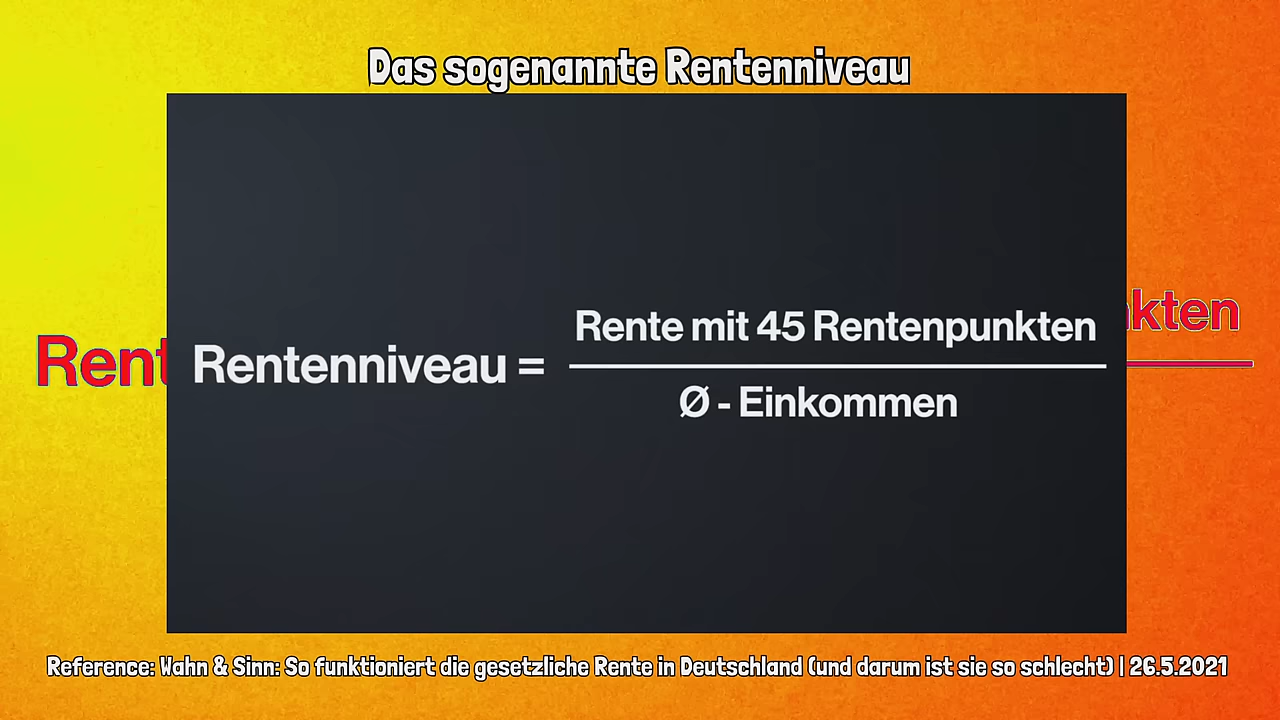 Das sogenannte Rentenniveau
Rente mit 45 Rentenpunkten
Rentenniveau =
Ø - Einkommen
Reference: Wahn & Sinn: So funktioniert die gesetzliche Rente in Deutschland (und darum ist sie so schlecht) | 26.5.2021